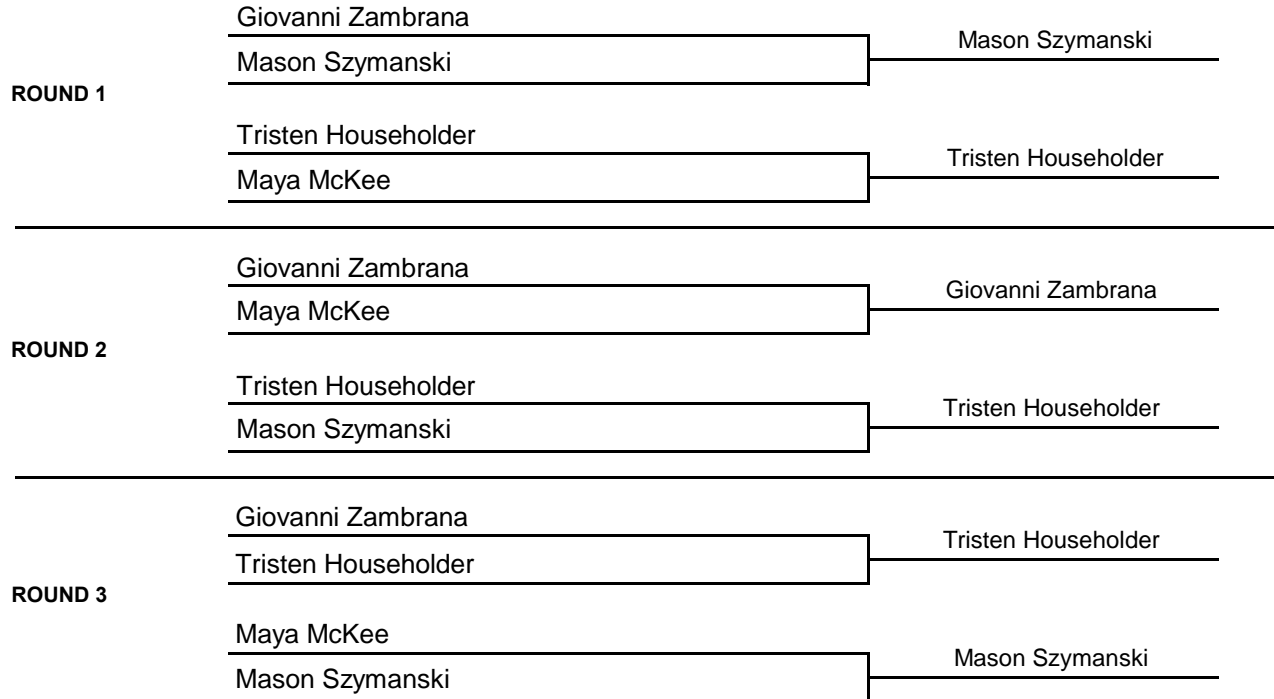 Giovanni Zambrana
Mason Szymanski
Mason Szymanski
ROUND 1
Tristen Householder
Tristen Householder
Maya McKee
Giovanni Zambrana
Giovanni Zambrana
Maya McKee
ROUND 2
Tristen Householder
Tristen Householder
Mason Szymanski
Giovanni Zambrana
Tristen Householder
Tristen Householder
ROUND 3
Maya McKee
Mason Szymanski
Mason Szymanski